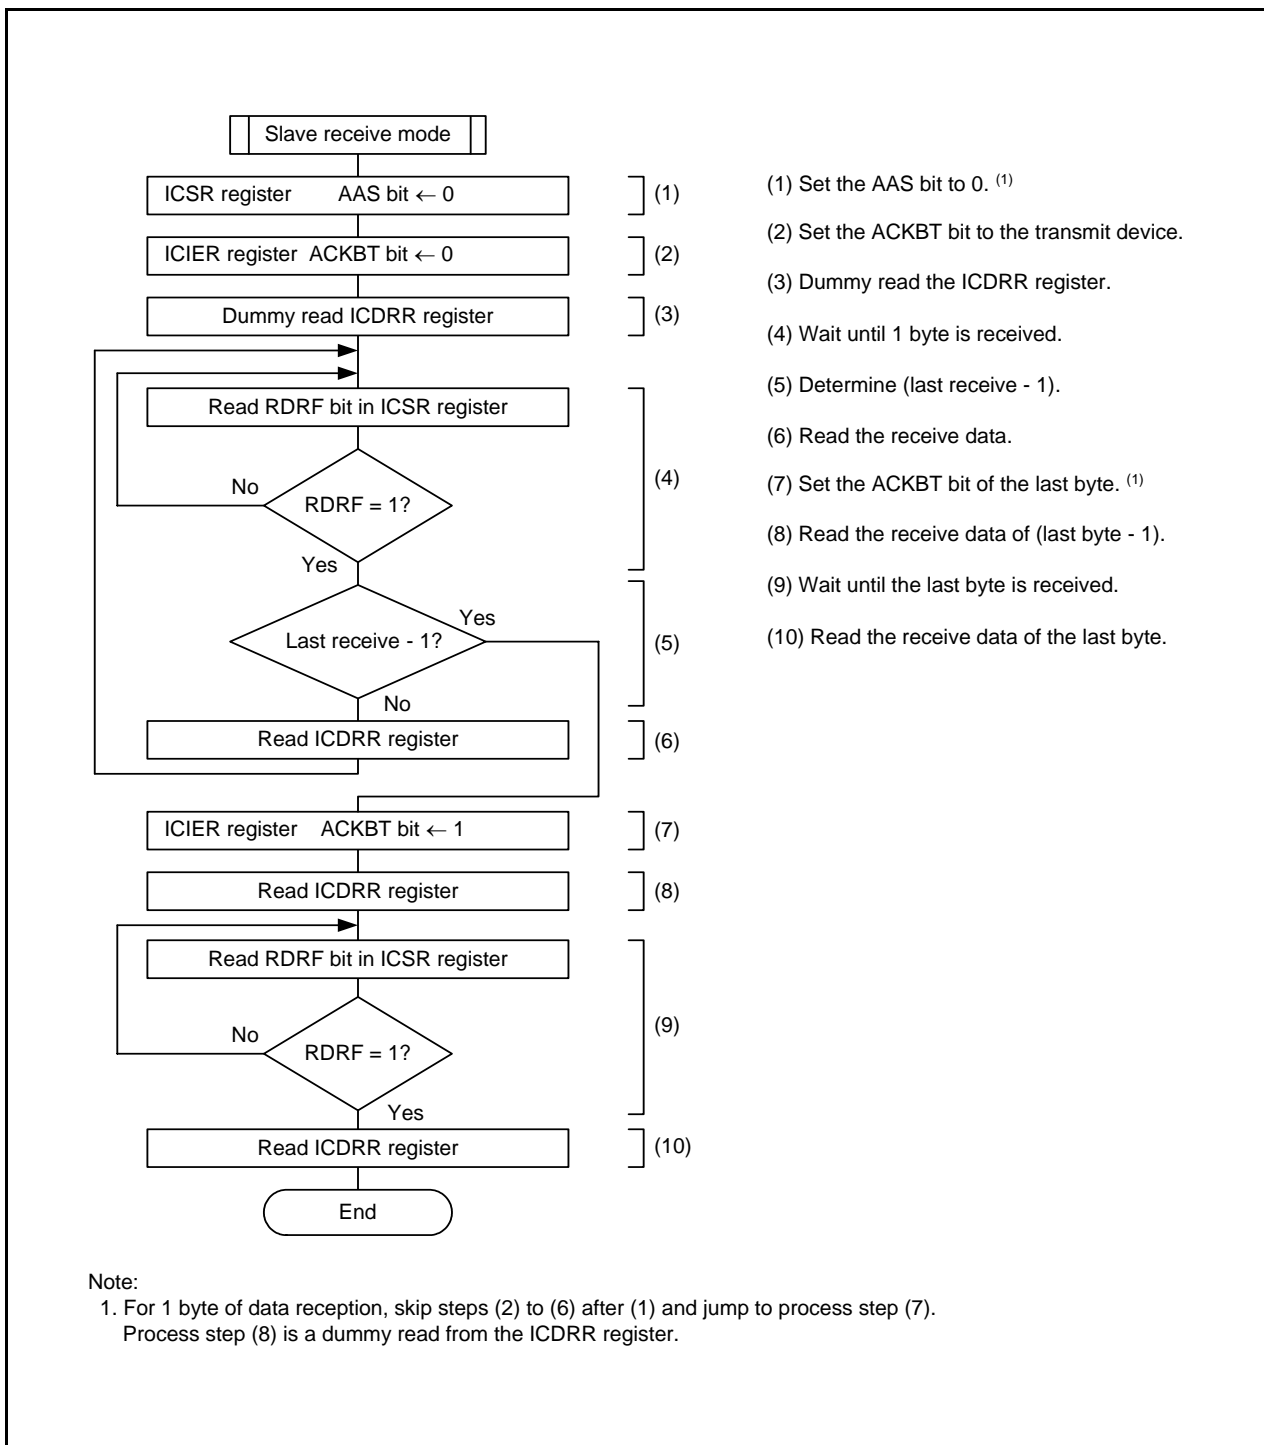 Slave receive mode
ICSR register AAS bit ← 0 (1)
ICIER register ACKBT bit ← 0 (2)
Dummy read ICDRR register (3)
Read RDRF bit in ICSR register
(4)
No
RDRF = 1?
Yes
Last receive - 1?
Yes
(5)
No
Read ICDRR register (6)
ICIER register ACKBT bit ← 1 (7)
Read ICDRR register (8)
Read RDRF bit in ICSR register
(9)
No
RDRF = 1?
Yes
Read ICDRR register (10)
End
(1) Set the AAS bit to 0. (1)
(2) Set the ACKBT bit to the transmit device.
(3) Dummy read the ICDRR register.
(4) Wait until 1 byte is received.
(5) Determine (last receive - 1).
(6) Read the receive data.
(7) Set the ACKBT bit of the last byte. (1)
(8) Read the receive data of (last byte - 1).
(9) Wait until the last byte is received.
(10) Read the receive data of the last byte.
Note:
1. For 1 byte of data reception, skip steps (2) to (6) after (1) and jump to process step (7).
Process step (8) is a dummy read from the ICDRR register.